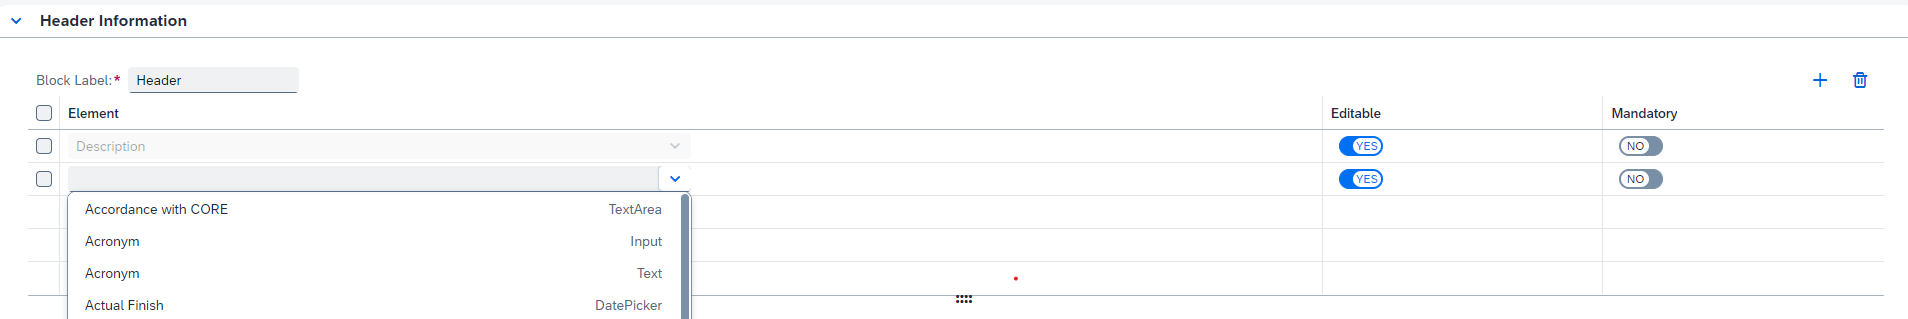 Header Information
Block Label:* Header
Element Editable Mandatory
Description YES NO
YES NO
Accordance with CORE TextArea
Acronym Input
Acronym Text
Actual Finish DatePicker